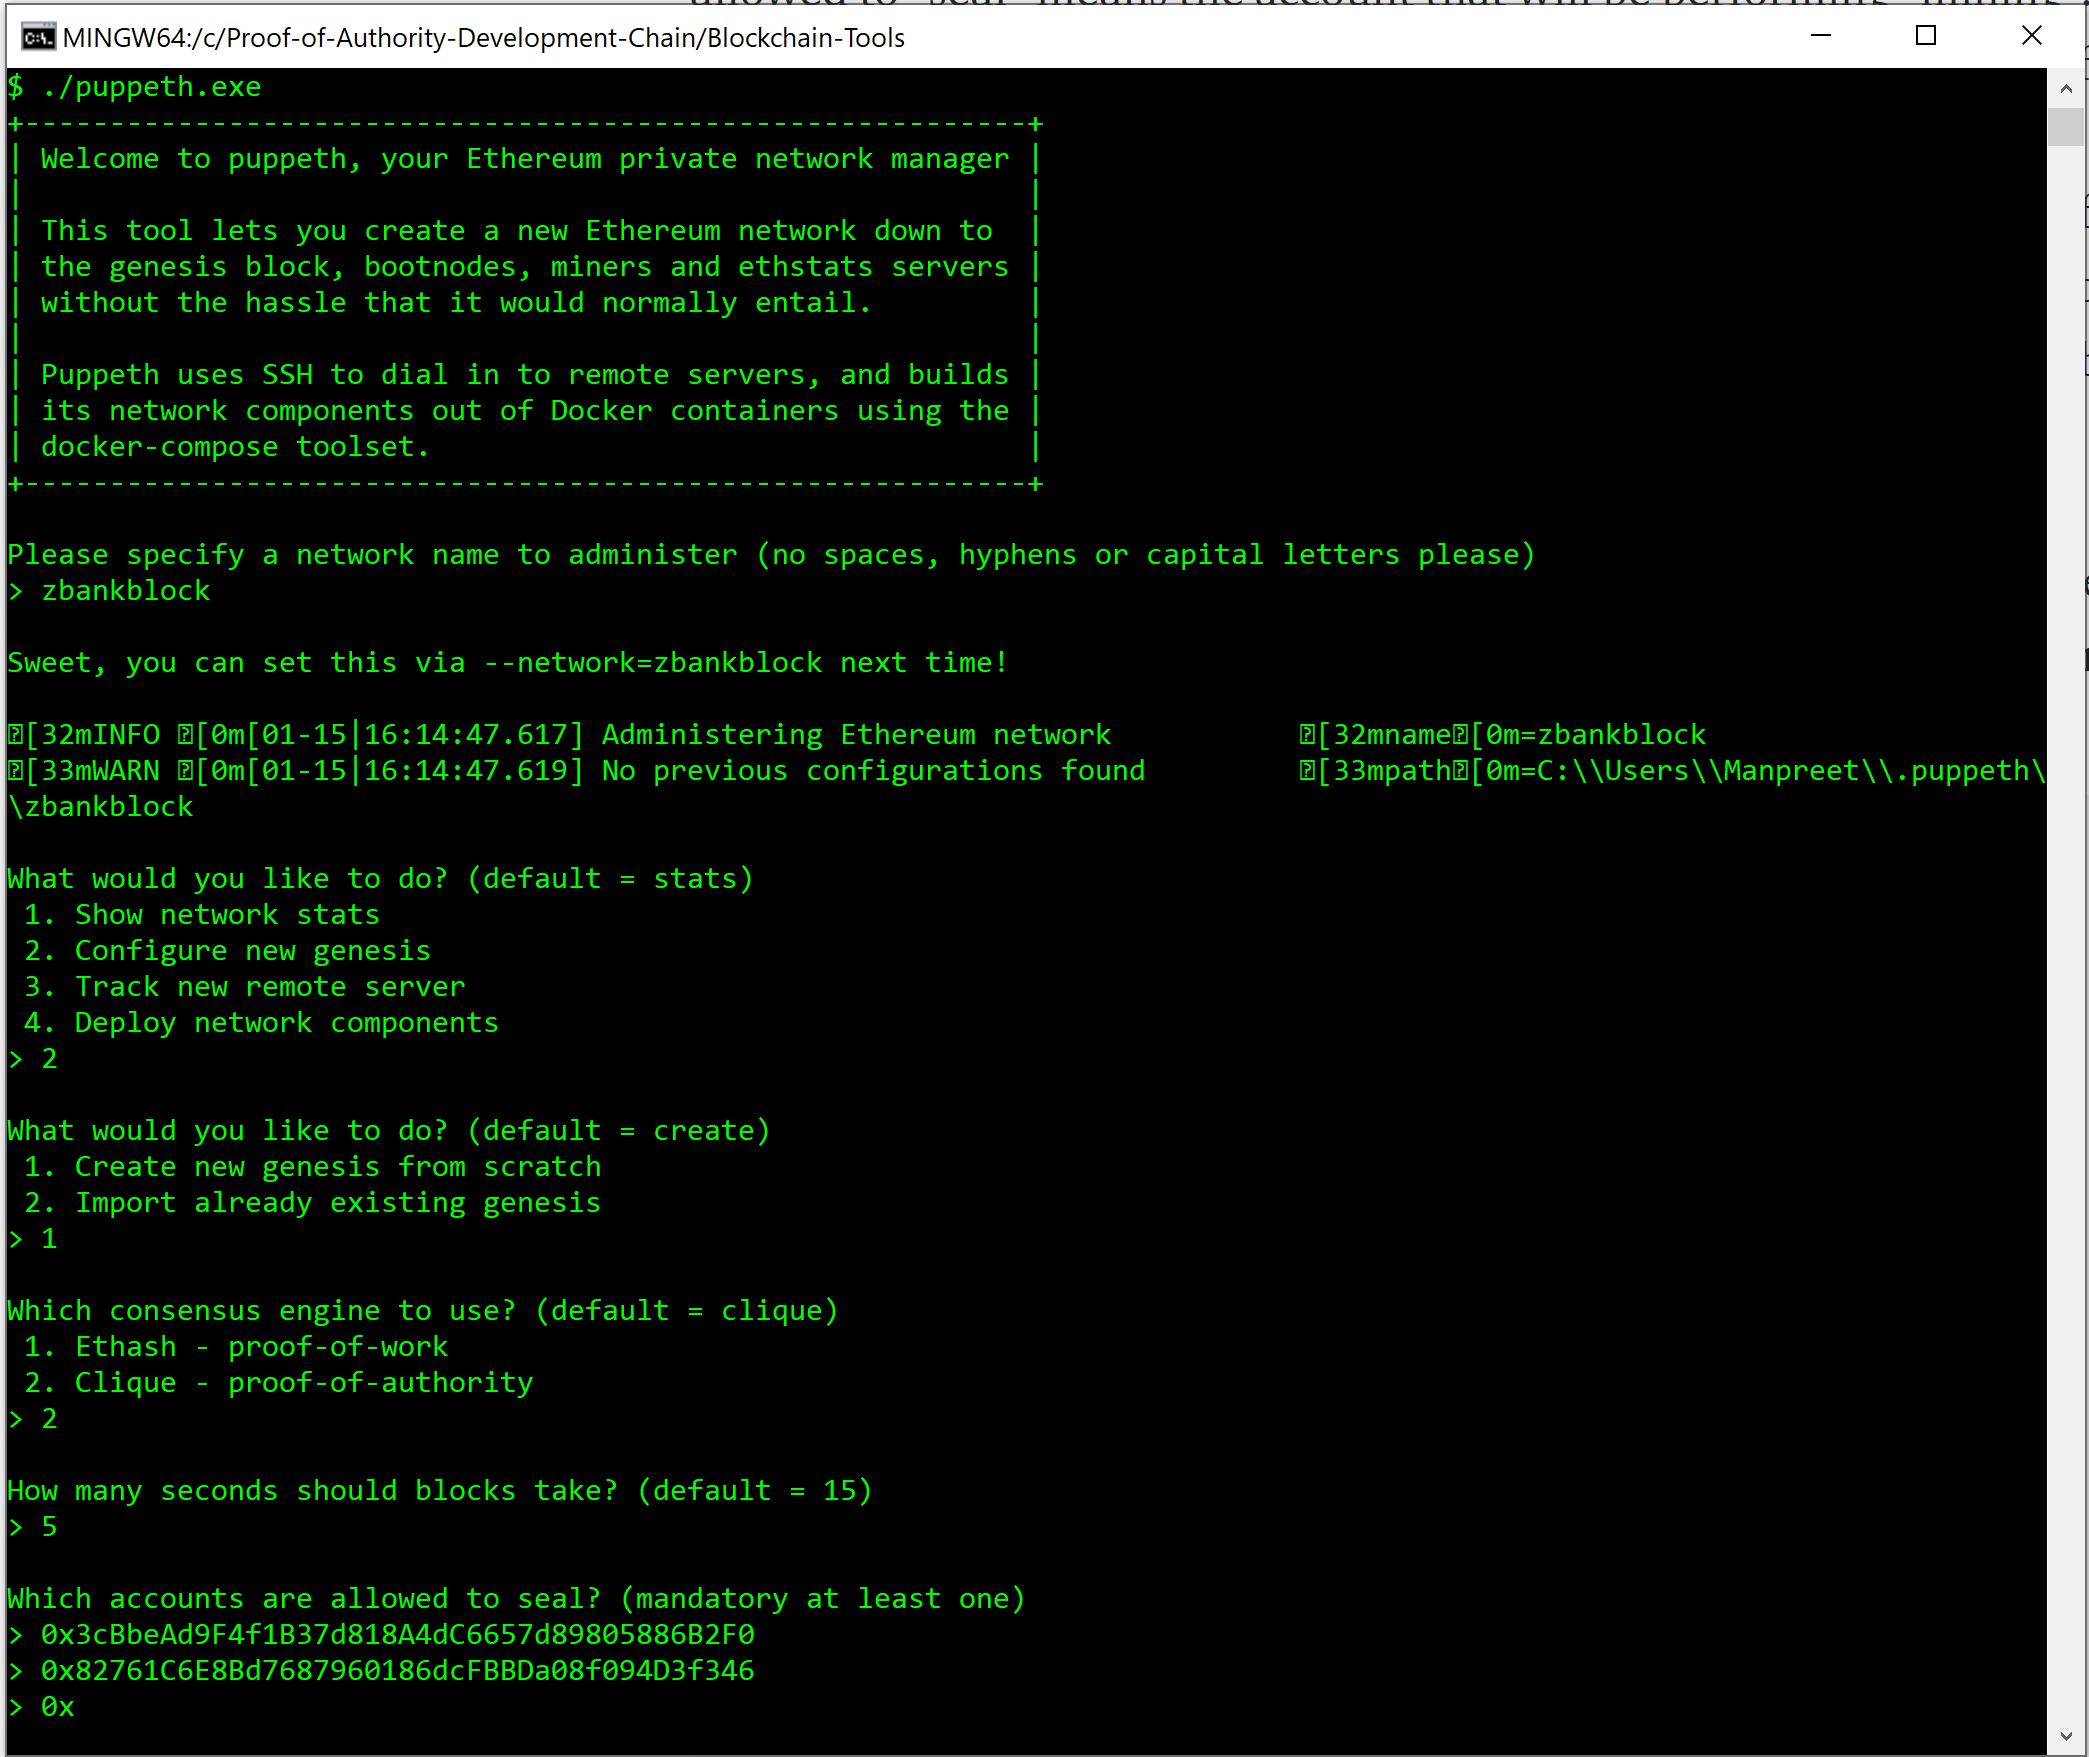 MINGW64:/c/Proof-of-Authority-Development-Chain/Blockchain-Tools
$ ./puppeth.exe
+-----------------------------------------------------------+
| Welcome to puppeth, your Ethereum private network manager |
|                                                           |
| This tool lets you create a new Ethereum network down to  |
| the genesis block, bootnodes, miners and ethstats servers |
| without the hassle that it would normally entail.         |
|                                                           |
| Puppeth uses SSH to dial in to remote servers, and builds |
| its network components out of Docker containers using the |
| docker-compose toolset.                                   |
+-----------------------------------------------------------+
Please specify a network name to administer (no spaces, hyphens or capital letters please)
> zbankblock
Sweet, you can set this via --network=zbankblock next time!
[32mINFO [0m[01-15|16:14:47.617] Administering Ethereum network           [32mname[0m=zbankblock
[33mWARN [0m[01-15|16:14:47.619] No previous configurations found         [33mpath[0m=C:\\Users\\Manpreet\\.puppeth\
\zbankblock
What would you like to do? (default = stats)
 1. Show network stats
 2. Configure new genesis
 3. Track new remote server
 4. Deploy network components
> 2
What would you like to do? (default = create)
 1. Create new genesis from scratch
 2. Import already existing genesis
> 1
Which consensus engine to use? (default = clique)
 1. Ethash - proof-of-work
 2. Clique - proof-of-authority
> 2
How many seconds should blocks take? (default = 15)
> 5
Which accounts are allowed to seal? (mandatory at least one)
> 0x3cBbeAd9F4f1B37d818A4dC6657d89805886B2F0
> 0x82761C6E8Bd7687960186dcFBBDa08f094D3f346
> 0x